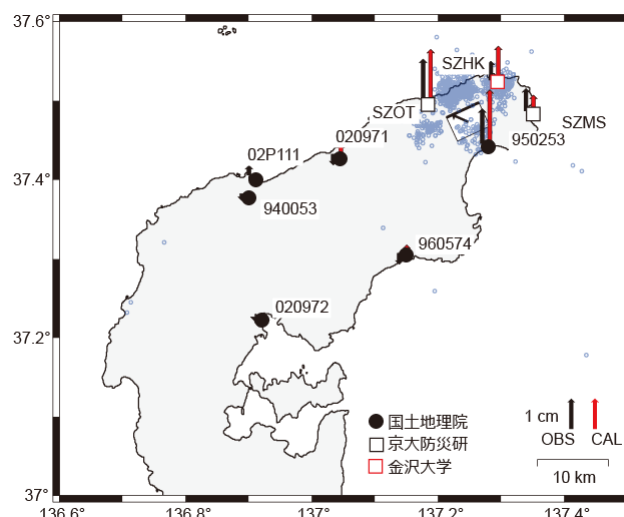 37.6°
SZHK
SZOT
950253
SZMS
020971
02P111
37.4°
940053
960574
020972
37.2°
国土地理院
京大防災研
金沢大学
1 cm
OBS
CAL
10 km
37°
136.6°
136.8°
137°
137.2°
137.4°